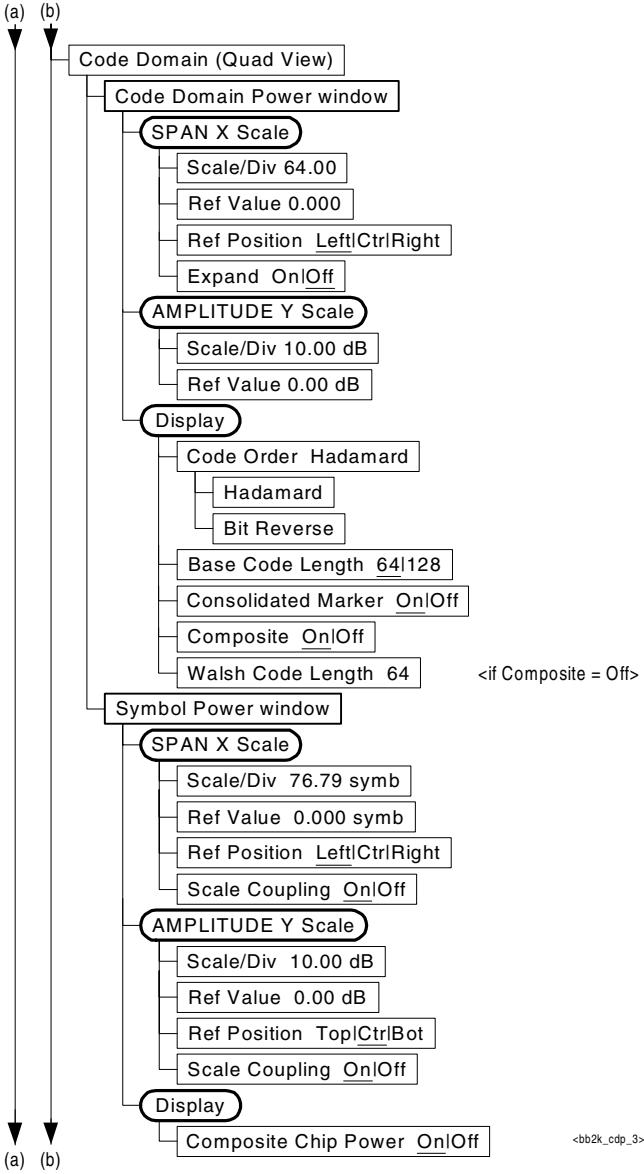 (a) (b)
Code Domain (Quad View)
Code Domain Power window
SPAN X Scale
Scale/Div 64.00
Ref Value 0.000
Ref Position Left|Ctr|Right
Expand On|Off
AMPLITUDE Y Scale
Scale/Div 10.00 dB
Ref Value 0.00 dB
Display
Code Order Hadamard
Hadamard
Bit Reverse
Base Code Length 64|128
Consolidated Marker On|Off
Composite On|Off
Walsh Code Length 64 <if Composite = Off>
Symbol Power window
SPAN X Scale
Scale/Div 76.79 symb
Ref Value 0.000 symb
Ref Position Left|Ctr|Right
Scale Coupling On|Off
AMPLITUDE Y Scale
Scale/Div 10.00 dB
Ref Value 0.00 dB
Ref Position Top|Ctr|Bot
Scale Coupling On|Off
Display
Composite Chip Power On|Off <bb2k_cdp_3>
(a) (b)